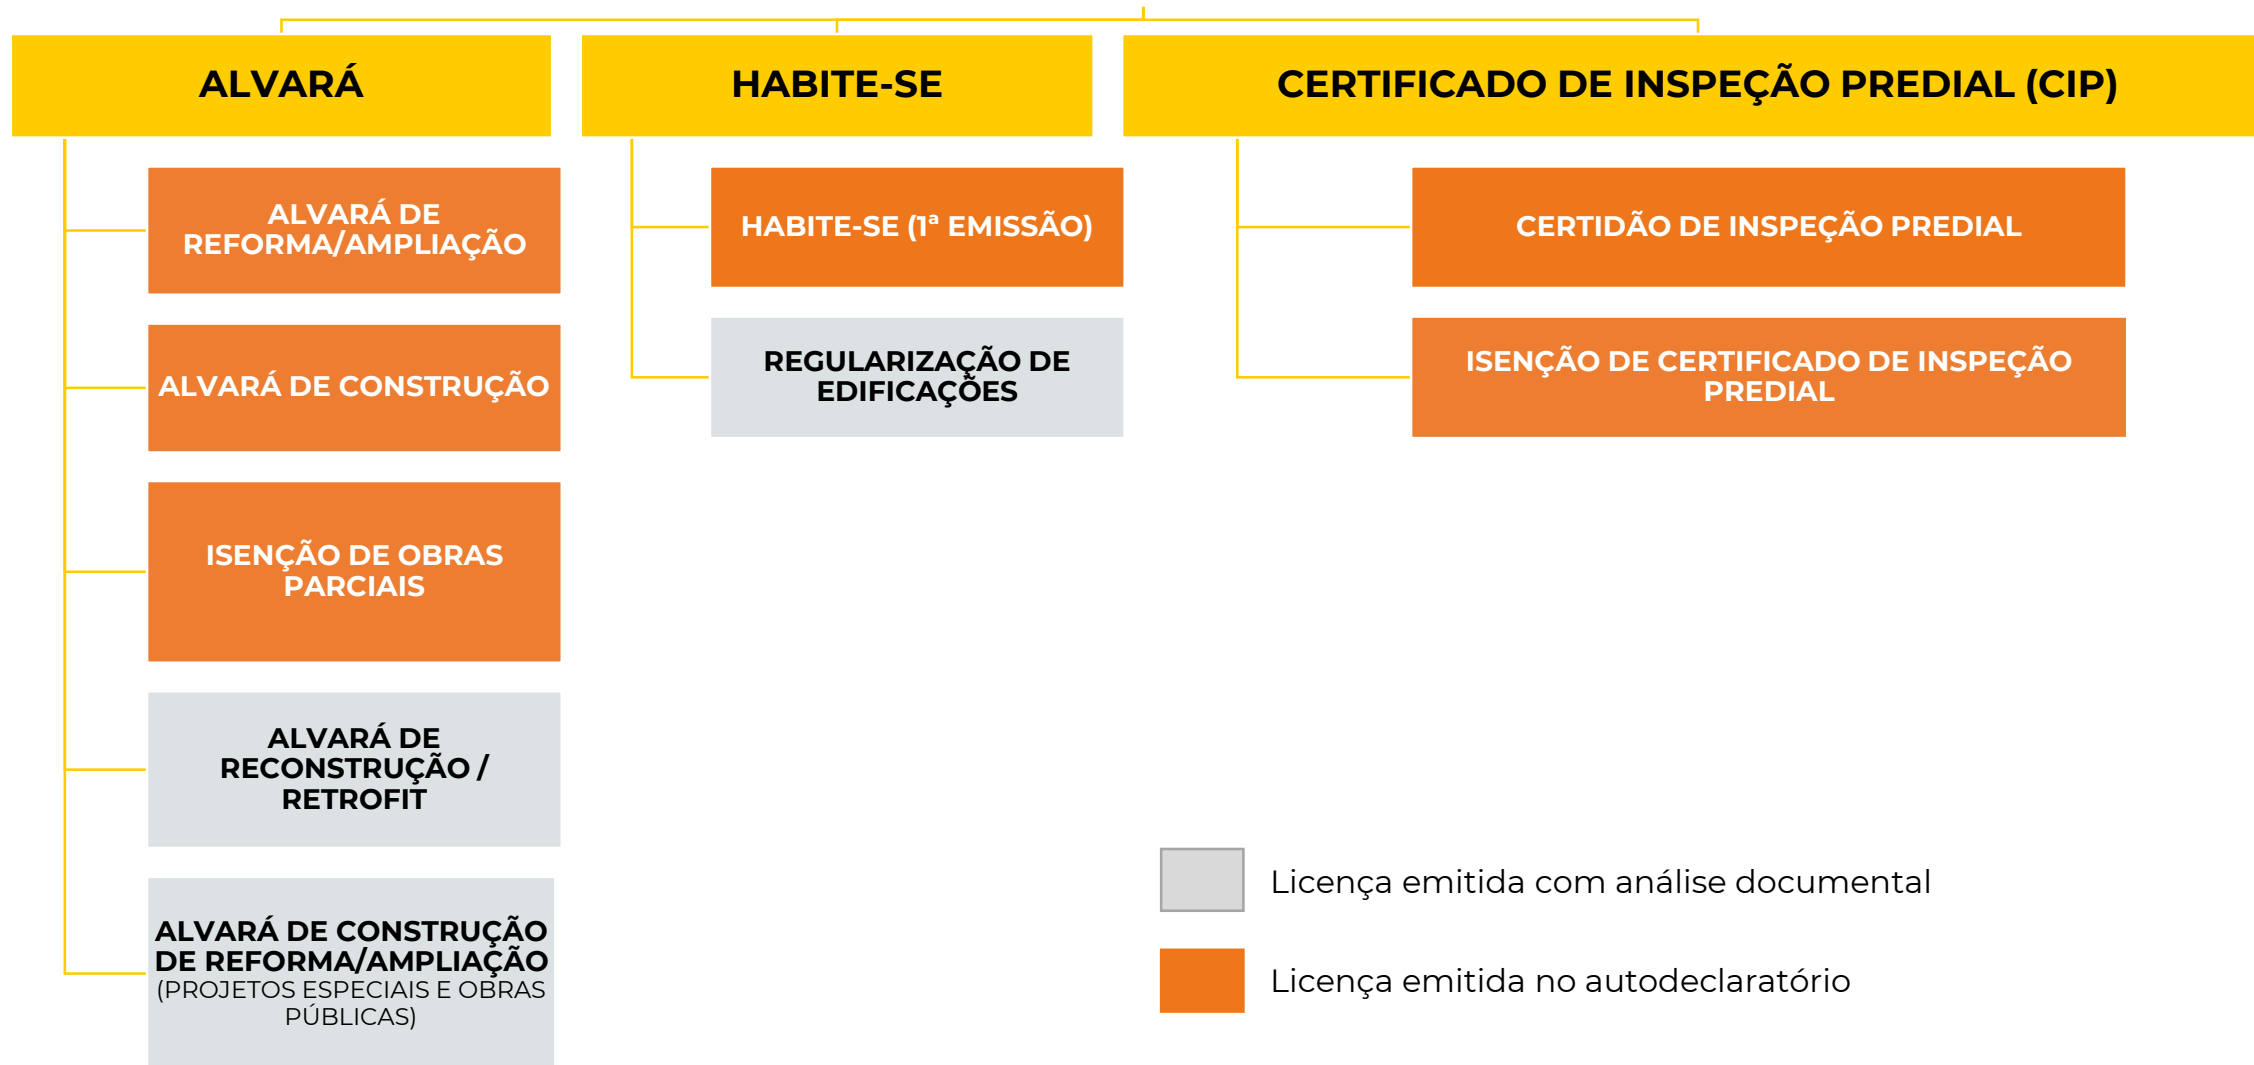 ALVARÁ
ALVARÁ DE
REFORMA/AMPLIAÇÃO
ALVARÁ DE CONSTRUÇÃO
ISENÇÃO DE OBRAS
PARCIAIS
ALVARÁ DE
RECONSTRUÇÃO /
RETROFIT
ALVARÁ DE CONSTRUÇÃO
DE REFORMA/AMPLIAÇÃO
(PROJETOS ESPECIAIS E OBRAS
PÚBLICAS)
HABITE-SE
HABITE-SE (1ª EMISSÃO)
REGULARIZAÇÃO DE
EDIFICAÇÕES
CERTIFICADO DE INSPEÇÃO PREDIAL (CIP)
CERTIDÃO DE INSPEÇÃO PREDIAL
ISENÇÃO DE CERTIFICADO DE INSPEÇÃO
PREDIAL
Licença emitida com análise documental
Licença emitida no autodeclaratório